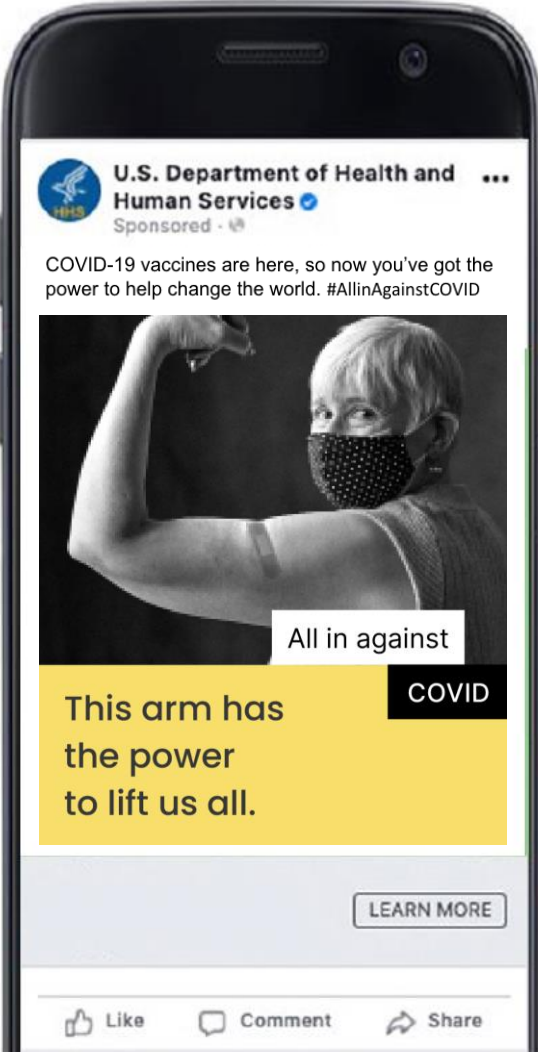 U.S. Department of Health and
Human Services
HHS
Sponsored ·
COVID-19 vaccines are here, so now you've got the
power to help change the world. #AllinAgainstCOVID
All in against
COVID
This arm has
the power
to lift us all.
LEARN MORE
Like
Comment
Share